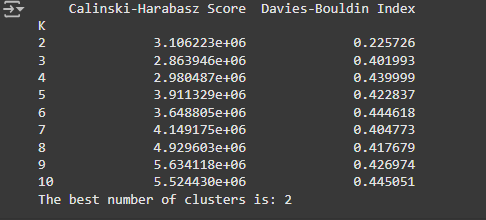 Calinski-Harabasz Score  Davies-Bouldin Index
K
2  3.106223e+06  0.225726
3  2.863946e+06  0.401993
4  2.980487e+06  0.439999
5  3.911329e+06  0.422837
6  3.648805e+06  0.444618
7  4.149175e+06  0.404773
8  4.929603e+06  0.417679
9  5.634118e+06  0.426974
10  5.524430e+06  0.445051
The best number of clusters is: 2